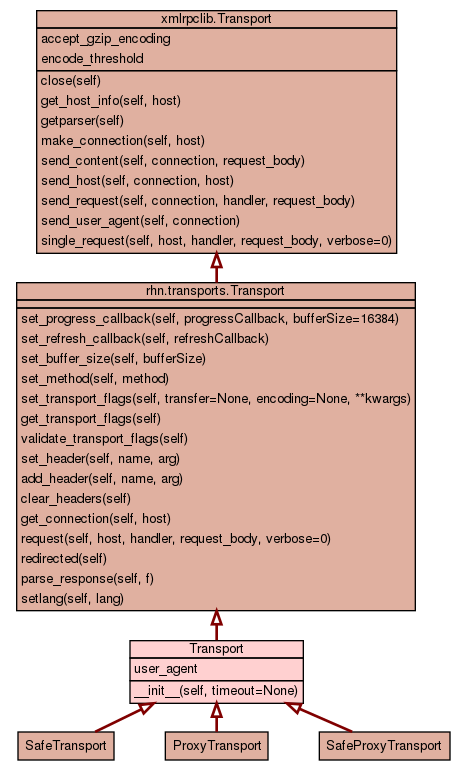 xmlrpclib.Transport
accept_gzip_encoding
encode_threshold
close(self)
get_host_info(self, host)
getparser(self)
make_connection(self, host)
send_content(self, connection, request_body)
send_host(self, connection, host)
send_request(self, connection, handler, request_body)
send_user_agent(self, connection)
single_request(self, host, handler, request_body, verbose=0)
rhn.transports.Transport
set_progress_callback(self, progressCallback, bufferSize=16384)
set_refresh_callback(self, refreshCallback)
set_buffer_size(self, bufferSize)
set_method(self, method)
set_transport_flags(self, transfer=None, encoding=None, **kwargs)
get_transport_flags(self)
validate_transport_flags(self)
set_header(self, name, arg)
add_header(self, name, arg)
clear_headers(self)
get_connection(self, host)
request(self, host, handler, request_body, verbose=0)
redirected(self)
parse_response(self, f)
setlang(self, lang)
Transport
user_agent
__init__(self, timeout=None)
SafeTransport
ProxyTransport
SafeProxyTransport